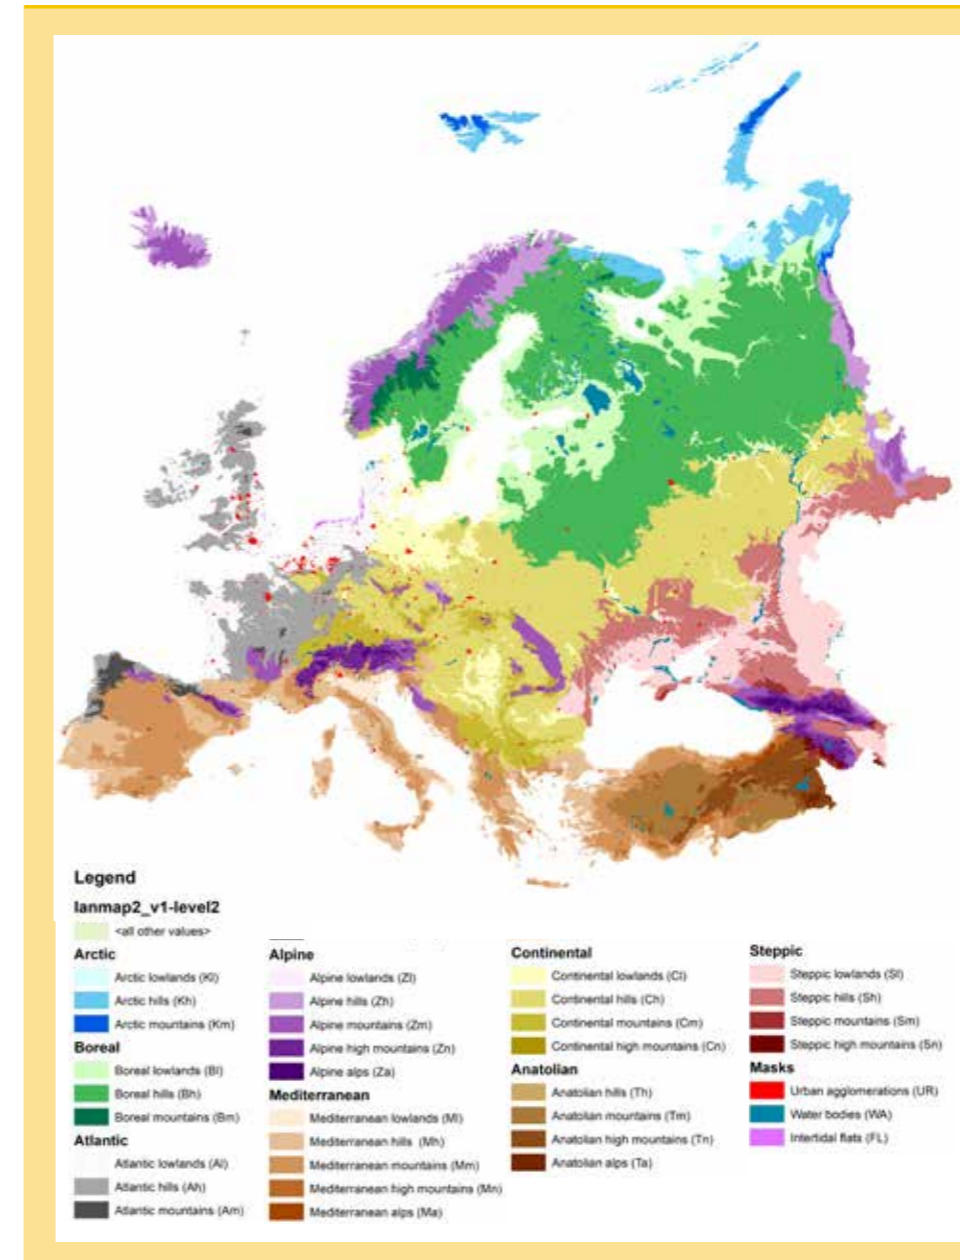 Legend
lanmap2_v1-level2
<all other values>
Arctic
Arctic lowlands (Kl)
Arctic hills (Kh)
Arctic mountains (Km)
Boreal
Boreal lowlands (Bl)
Boreal hills (Bh)
Boreal mountains (Bm)
Atlantic
Atlantic lowlands (Al)
Atlantic hills (Ah)
Atlantic mountains (Am)
Alpine
Alpine lowlands (Zl)
Alpine hills (Zh)
Alpine mountains (Zm)
Alpine high mountains (Zn)
Alpine alps (Za)
Mediterranean
Mediterranean lowlands (Ml)
Mediterranean hills (Mh)
Mediterranean mountains (Mm)
Mediterranean high mountains (Mn)
Mediterranean alps (Ma)
Continental
Continental lowlands (Cl)
Continental hills (Ch)
Continental mountains (Cm)
Continental high mountains (Cn)
Anatolian
Anatolian hills (Th)
Anatolian mountains (Tm)
Anatolian high mountains (Tn)
Anatolian alps (Ta)
Steppic
Steppic lowlands (Sl)
Steppic hills (Sh)
Steppic mountains (Sm)
Steppic high mountains (Sn)
Masks
Urban agglomerations (UR)
Water bodies (WA)
Intertidal flats (FL)